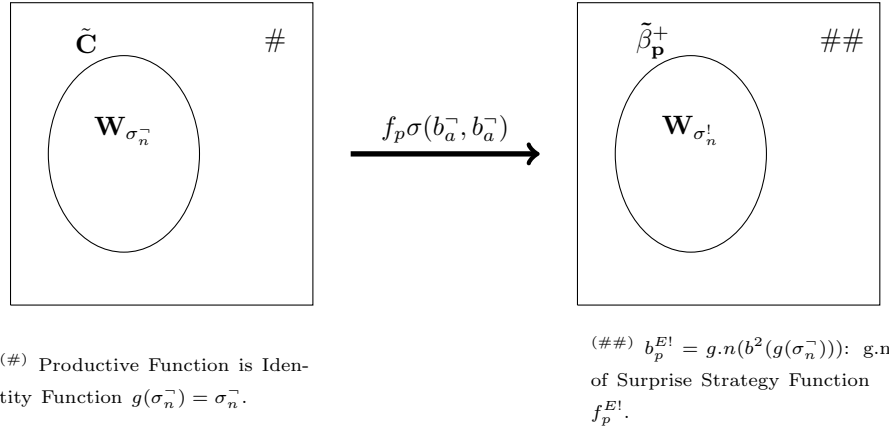 C̃ #
W_{σ_n^¬}
f_pσ(b_a^¬, b_a^¬)
β̃_p^+ ##
W_{σ_n^!}
(#) Productive Function is Iden-
tity Function g(σ_n^¬) = σ_n^¬.
(##) b_p^{E!} = g.n(b^2(g(σ_n^¬))): g.n
of Surprise Strategy Function
f_p^{E!}.